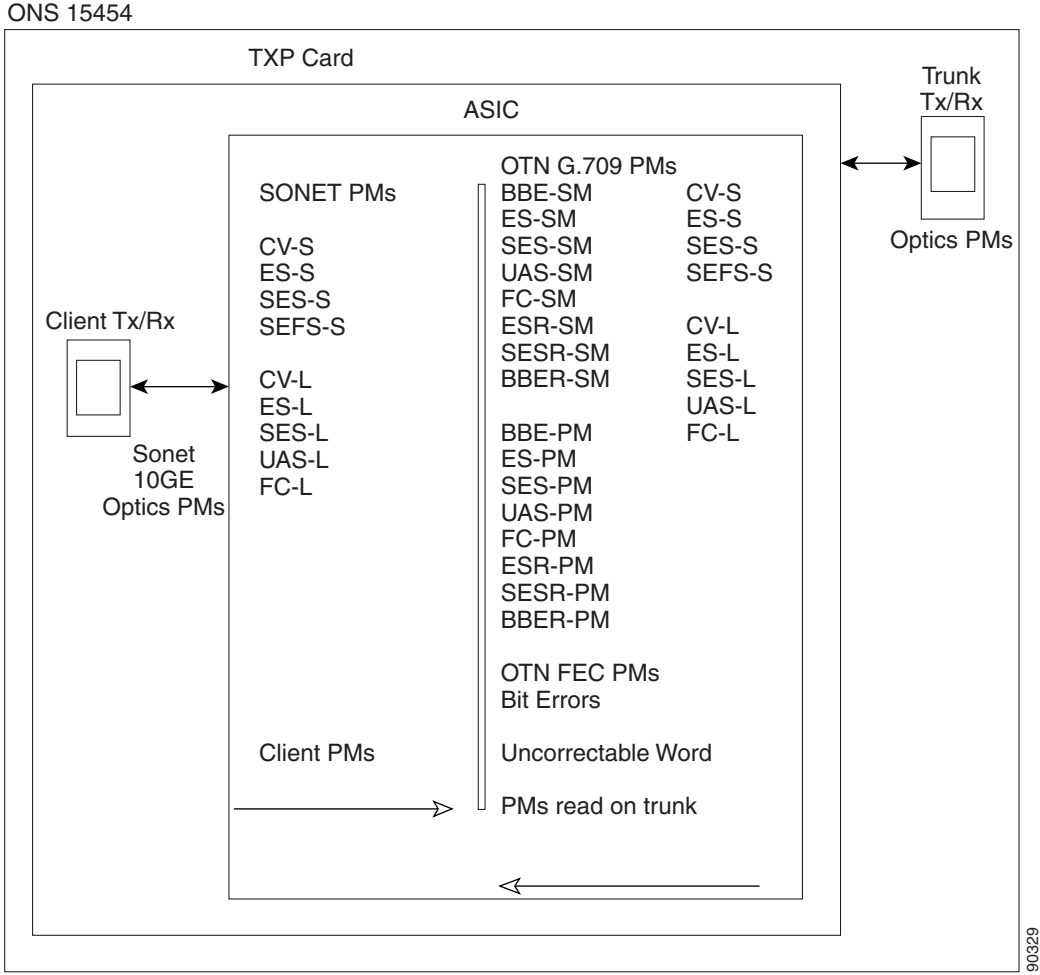 ONS 15454
TXP Card
Trunk
Tx/Rx
Optics PMs
ASIC
Client Tx/Rx
Sonet
10GE
Optics PMs
SONET PMs
CV-S
ES-S
SES-S
SEFS-S
CV-L
ES-L
SES-L
UAS-L
FC-L
Client PMs
OTN G.709 PMs
BBE-SM
ES-SM
SES-SM
UAS-SM
FC-SM
ESR-SM
SESR-SM
BBER-SM
BBE-PM
ES-PM
SES-PM
UAS-PM
FC-PM
ESR-PM
SESR-PM
BBER-PM
OTN FEC PMs
Bit Errors
Uncorrectable Word
PMs read on trunk
CV-S
ES-S
SES-S
SEFS-S
CV-L
ES-L
SES-L
UAS-L
FC-L
90329